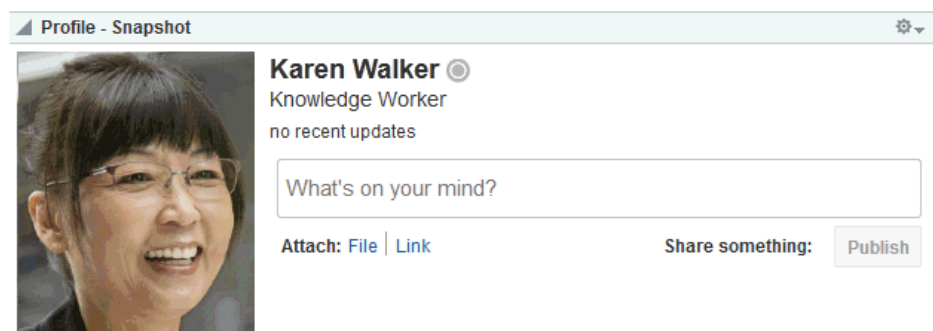 Profile - Snapshot
Karen Walker
Knowledge Worker
no recent updates
What's on your mind?
Attach: File Link Share something: Publish